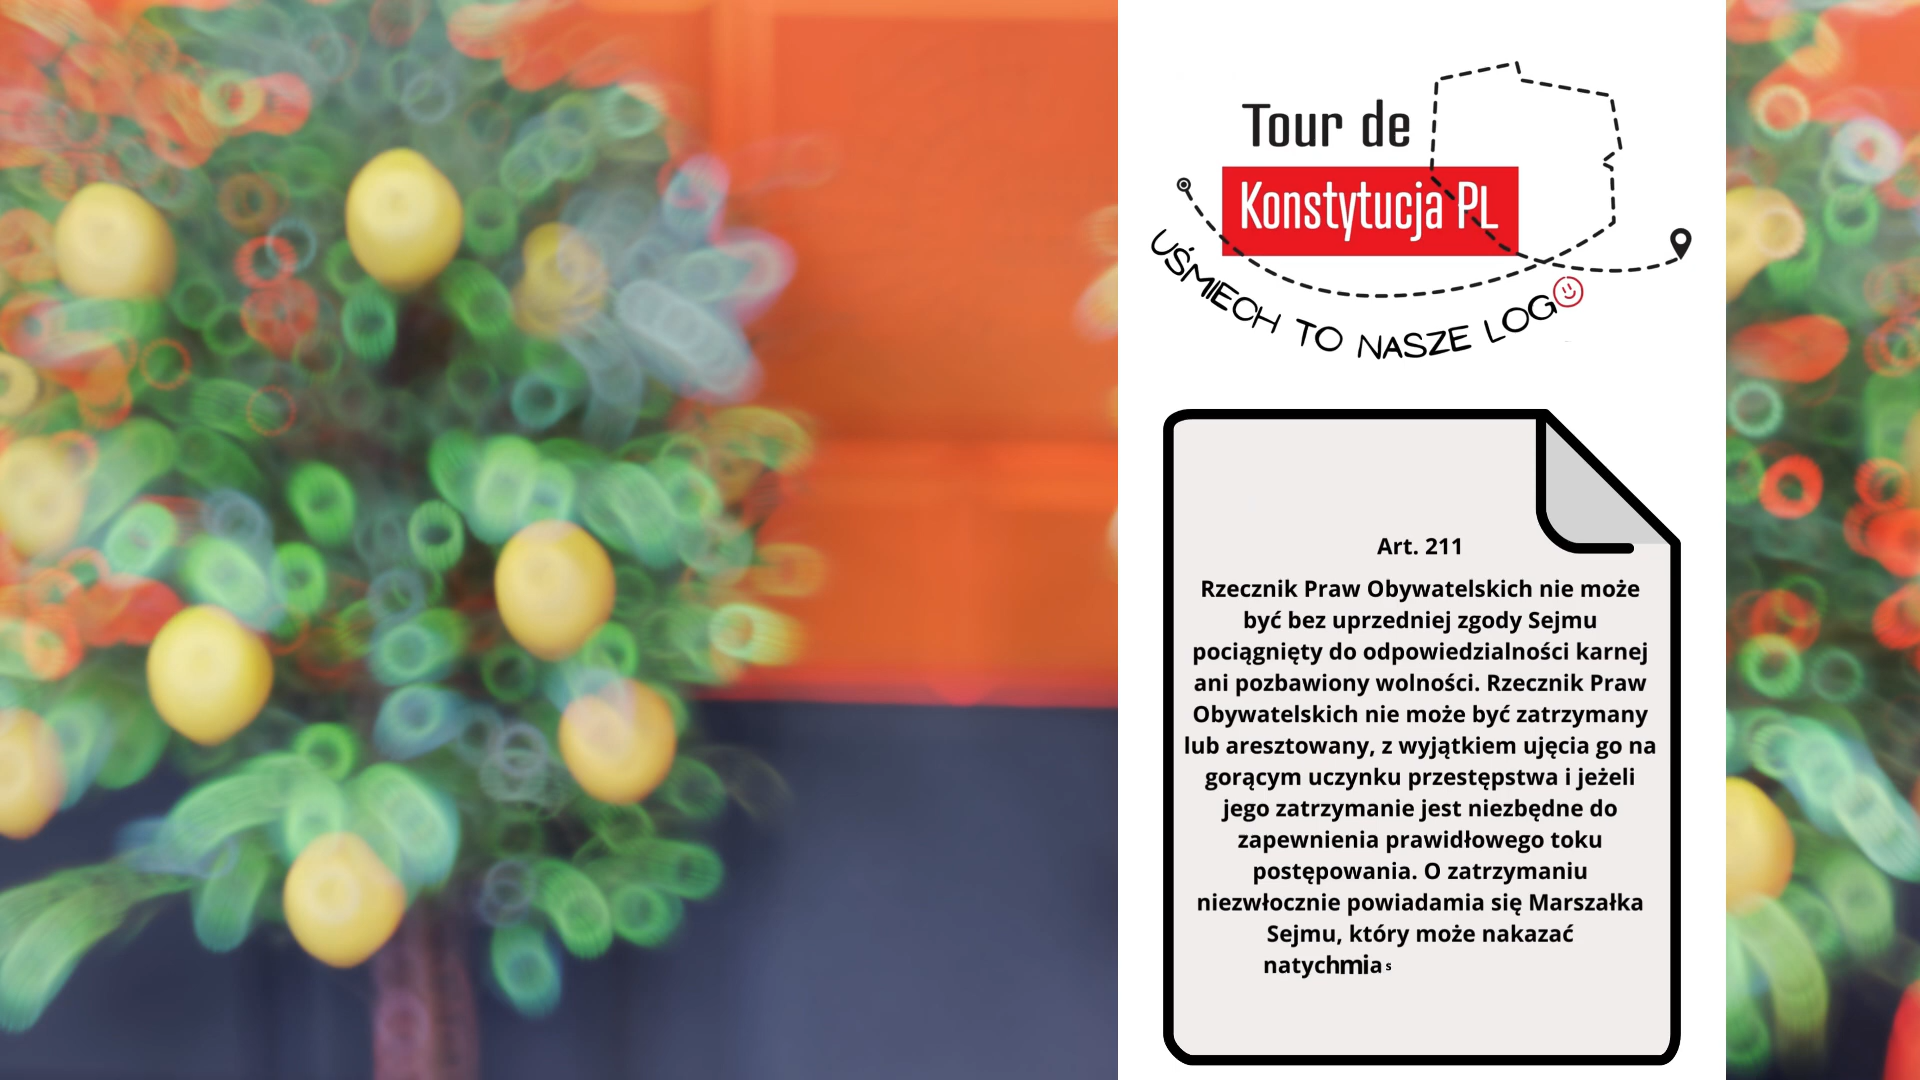 Tour de
Konstytucja PL
UŚMIECH TO NASZE LOGO
Art. 211
Rzecznik Praw Obywatelskich nie może
być bez uprzedniej zgody Sejmu
pociągnięty do odpowiedzialności karnej
ani pozbawiony wolności. Rzecznik Praw
Obywatelskich nie może być zatrzymany
lub aresztowany, z wyjątkiem ujęcia go na
gorącym uczynku przestępstwa i jeżeli
jego zatrzymanie jest niezbędne do
zapewnienia prawidłowego toku
postępowania. O zatrzymaniu
niezwłocznie powiadamia się Marszałka
Sejmu, który może nakazać
natychmias